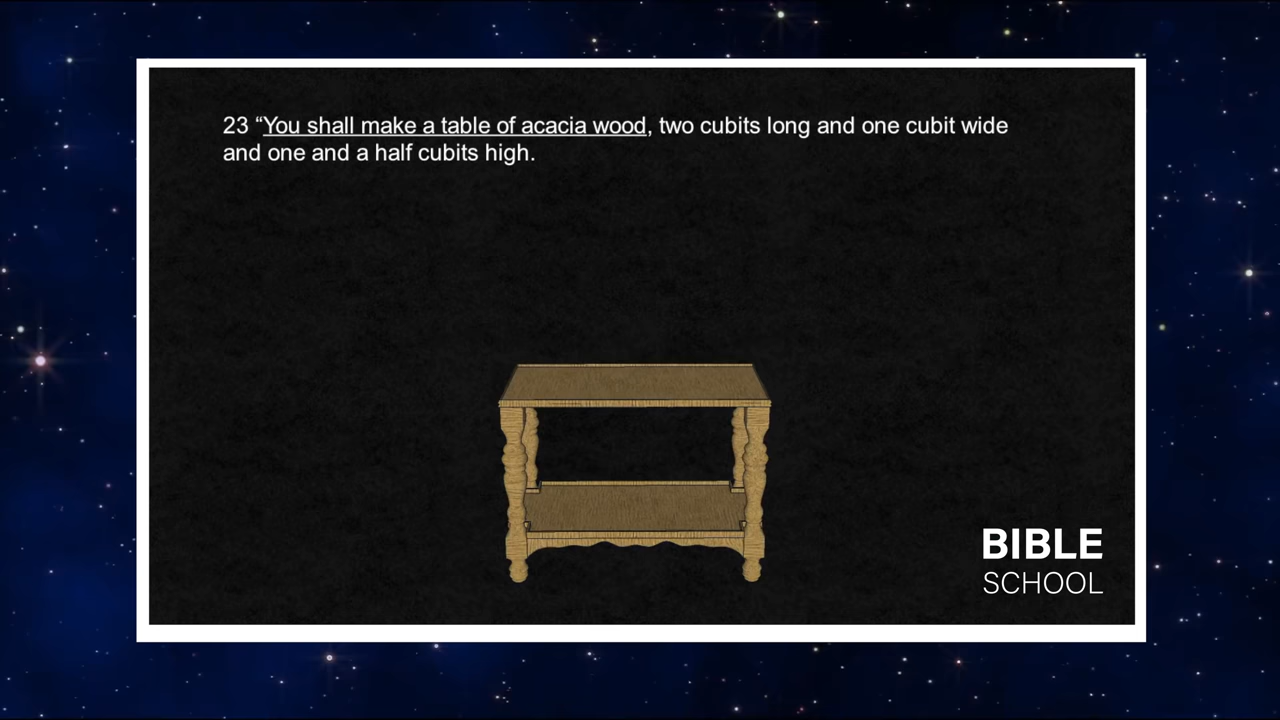 23 “You shall make a table of acacia wood, two cubits long and one cubit wide
and one and a half cubits high.
BIBLE
SCHOOL